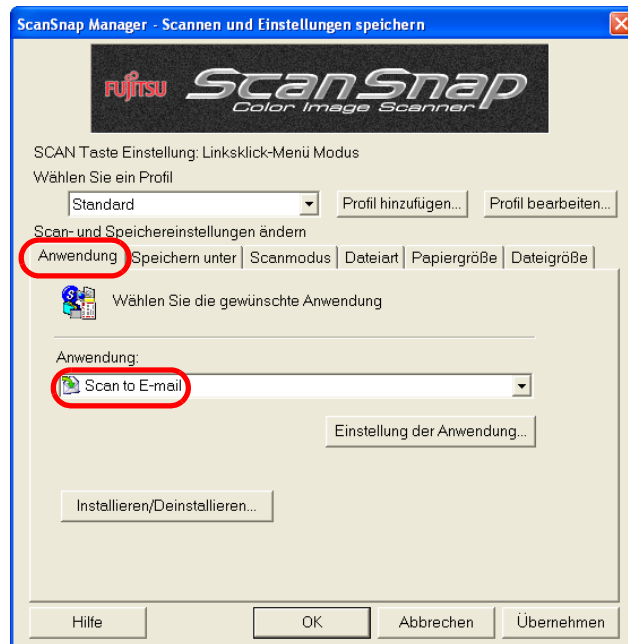 ScanSnap Manager - Scannen und Einstellungen speichern
FUJITSU ScanSnap
Color Image Scanner
SCAN Taste Einstellung: Linksklick-Menü Modus
Wählen Sie ein Profil
Standard Profil hinzufügen... Profil bearbeiten...
Scan- und Speichereinstellungen ändern
Anwendung Speichern unter Scanmodus Dateiart Papiergröße Dateigröße
Wählen Sie die gewünschte Anwendung
Anwendung:
Scan to E-mail
Einstellung der Anwendung...
Installieren/Deinstallieren...
Hilfe OK Abbrechen Übernehmen